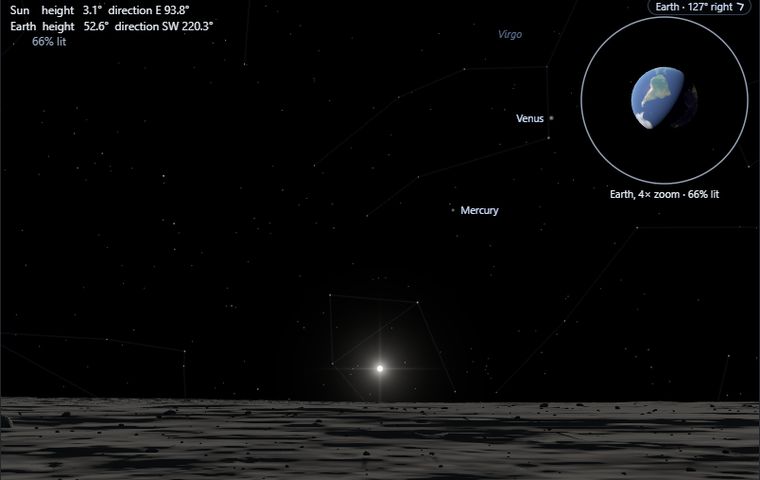 Sun height 3.1° direction E 93.8°
Earth height 52.6° direction SW 220.3°
66% lit
Earth · 127° right
Virgo
Venus
Earth, 4× zoom · 66% lit
Mercury